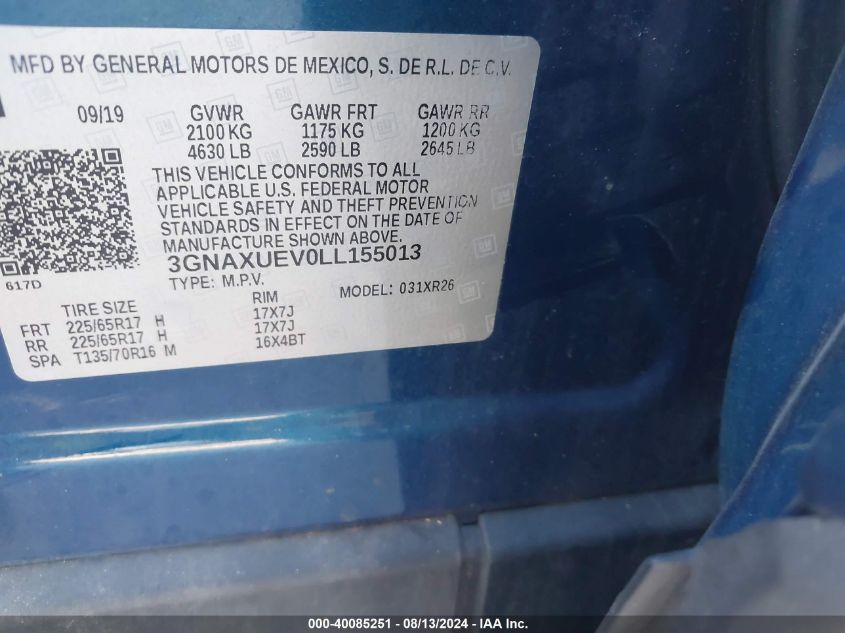 MFD BY GENERAL MOTORS DE MEXICO, S. DE R.L. DE C.V.
09/19 GVWR GAWR FRT GAWR RR
2100 KG 1175 KG 1200 KG
4630 LB 2590 LB 2645 LB
THIS VEHICLE CONFORMS TO ALL
APPLICABLE U.S. FEDERAL MOTOR
VEHICLE SAFETY AND THEFT PREVENTION
STANDARDS IN EFFECT ON THE DATE OF
MANUFACTURE SHOWN ABOVE.
3GNAXUEV0LL155013
617D TYPE: M.P.V. MODEL: 031XR26
TIRE SIZE RIM
FRT 225/65R17 H 17X7J
RR 225/65R17 H 17X7J
SPA T135/70R16 M 16X4BT
000-40085251 - 08/13/2024 - IAA Inc.